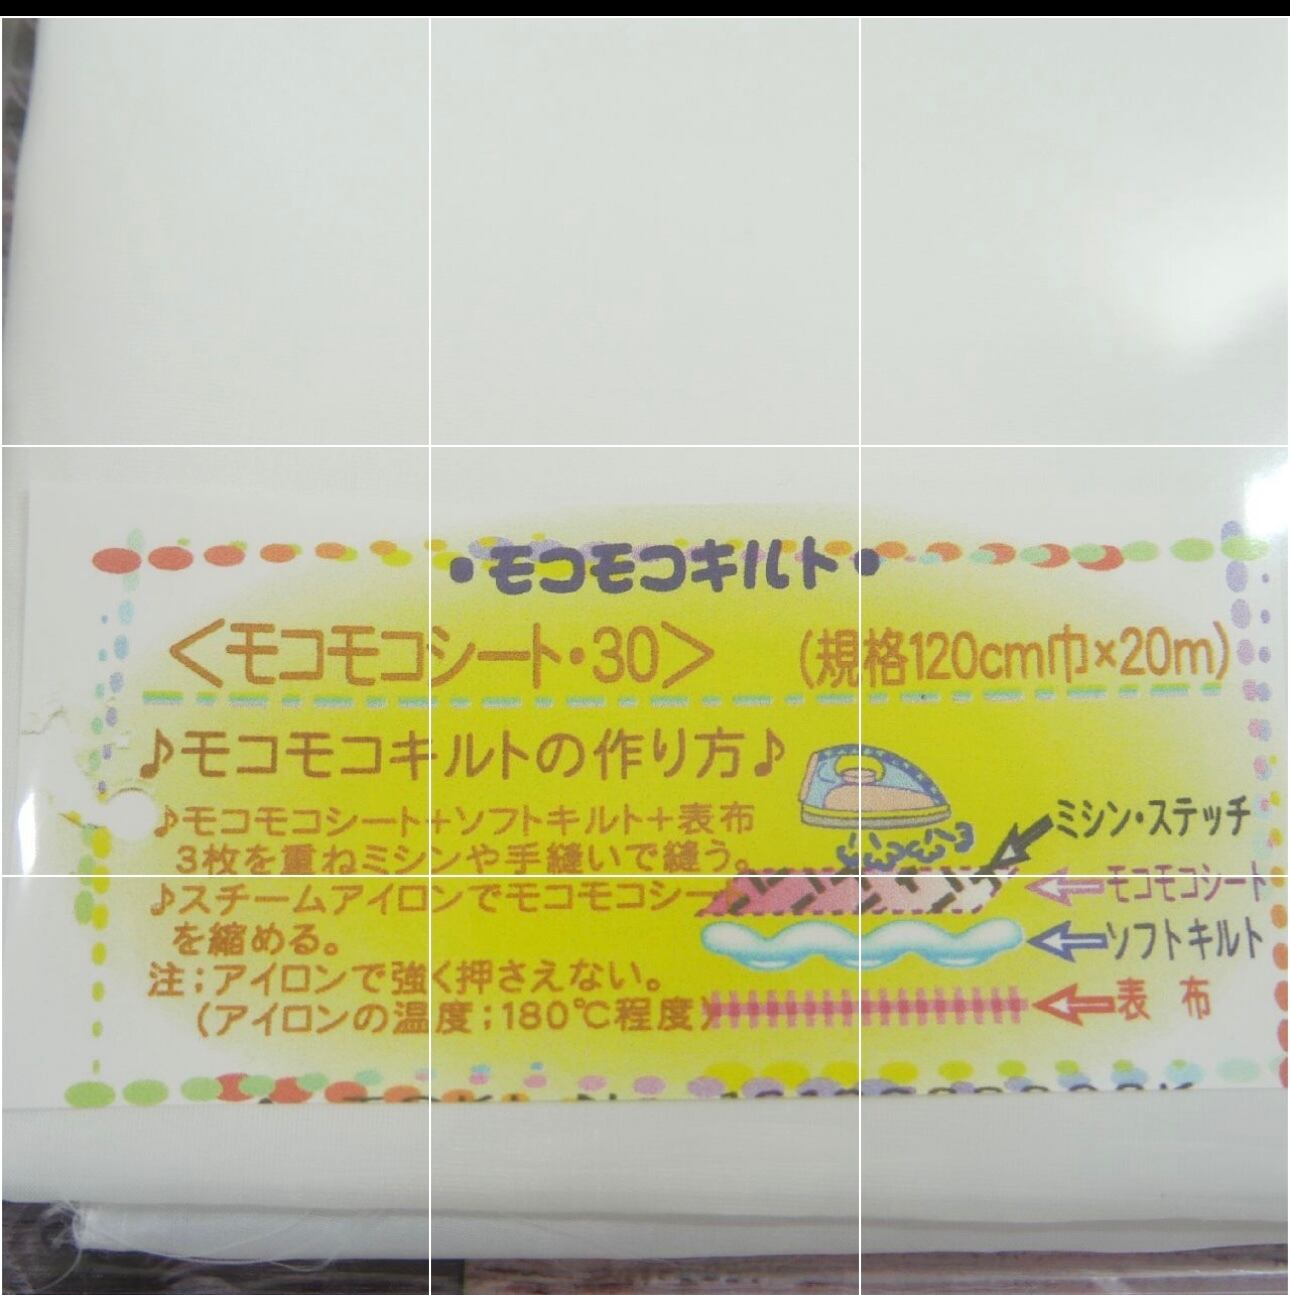 ・モコモコキルト・
＜モコモコシート・30＞ (規格120cm巾×20m)
♪モコモコキルトの作り方♪
♪モコモコシート+ソフトキルト+表布
3枚を重ねミシンや手縫いで縫う。
♪スチームアイロンでモコモコシー
を縮める。
注;アイロンで強く押さえない。
(アイロンの温度;180℃程度)
ミシン・ステッチ
モコモコシート
ソフトキルト
表 布